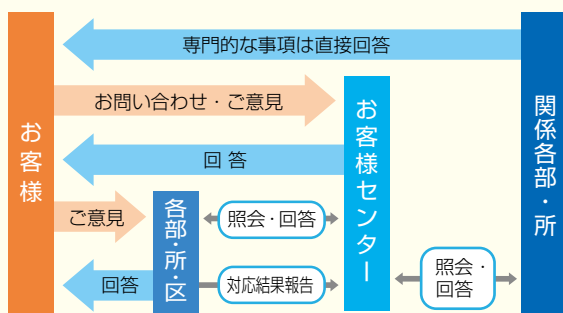 専門的な事項は直接回答
お問い合わせ・ご意見
お客様
お客様センター
関係各部・所
回答
ご意見
各部・所・区
照会・回答
回答
対応結果報告
照会・
回答